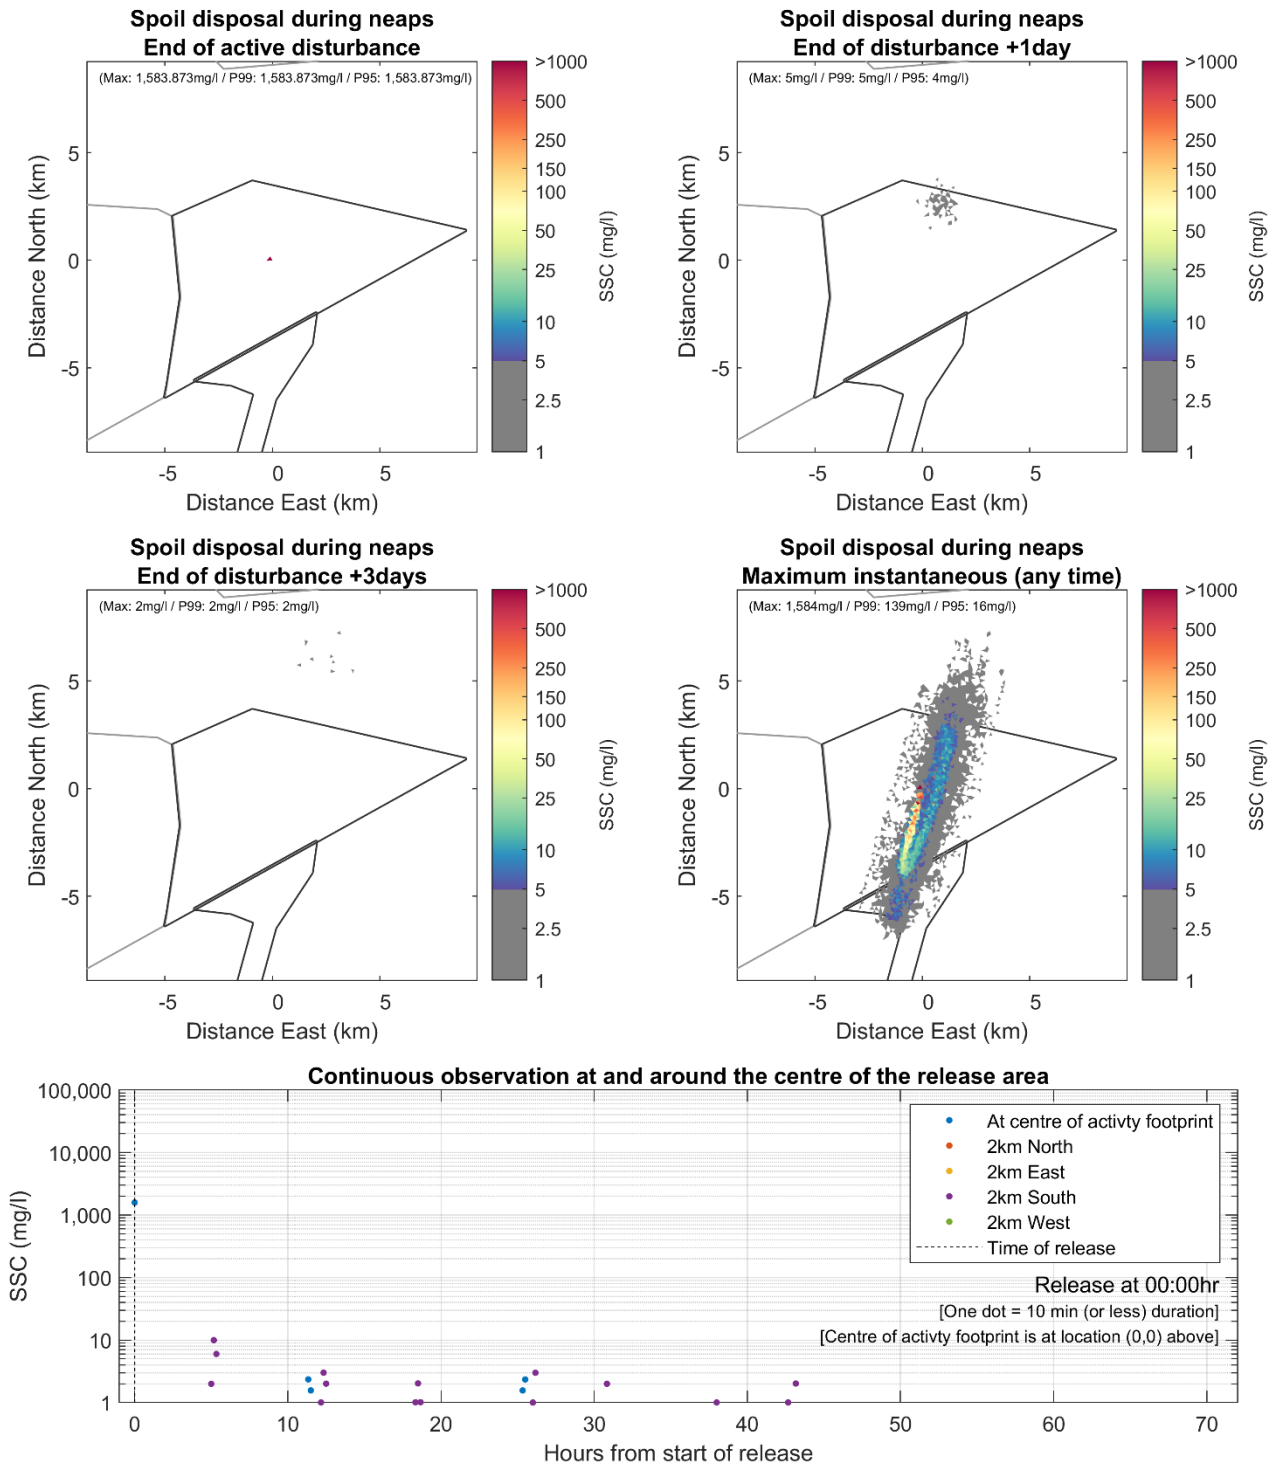 Spoil disposal during neaps
End of active disturbance
(Max: 1,583.873mg/l / P99: 1,583.873mg/l / P95: 1,583.873mg/l)
>1000
500
250
150
100
50
25
10
5
2.5
1
SSC (mg/l)
5
0
-5
Distance North (km)
-5
0
5
Distance East (km)
Spoil disposal during neaps
End of disturbance +1day
(Max: 5mg/l / P99: 5mg/l / P95: 4mg/l)
>1000
500
250
150
100
50
25
10
5
2.5
1
SSC (mg/l)
5
0
-5
Distance North (km)
-5
0
5
Distance East (km)
Spoil disposal during neaps
End of disturbance +3days
(Max: 2mg/l / P99: 2mg/l / P95: 2mg/l)
>1000
500
250
150
100
50
25
10
5
2.5
1
SSC (mg/l)
5
0
-5
Distance North (km)
-5
0
5
Distance East (km)
Spoil disposal during neaps
Maximum instantaneous (any time)
(Max: 1,584mg/l / P99: 139mg/l / P95: 16mg/l)
>1000
500
250
150
100
50
25
10
5
2.5
1
SSC (mg/l)
5
0
-5
Distance North (km)
-5
0
5
Distance East (km)
Continuous observation at and around the centre of the release area
100,000
10,000
1,000
100
10
1
SSC (mg/l)
At centre of activty footprint
2km North
2km East
2km South
2km West
Time of release
Release at 00:00hr
[One dot = 10 min (or less) duration]
[Centre of activty footprint is at location (0,0) above]
0
10
20
30
40
50
60
70
Hours from start of release